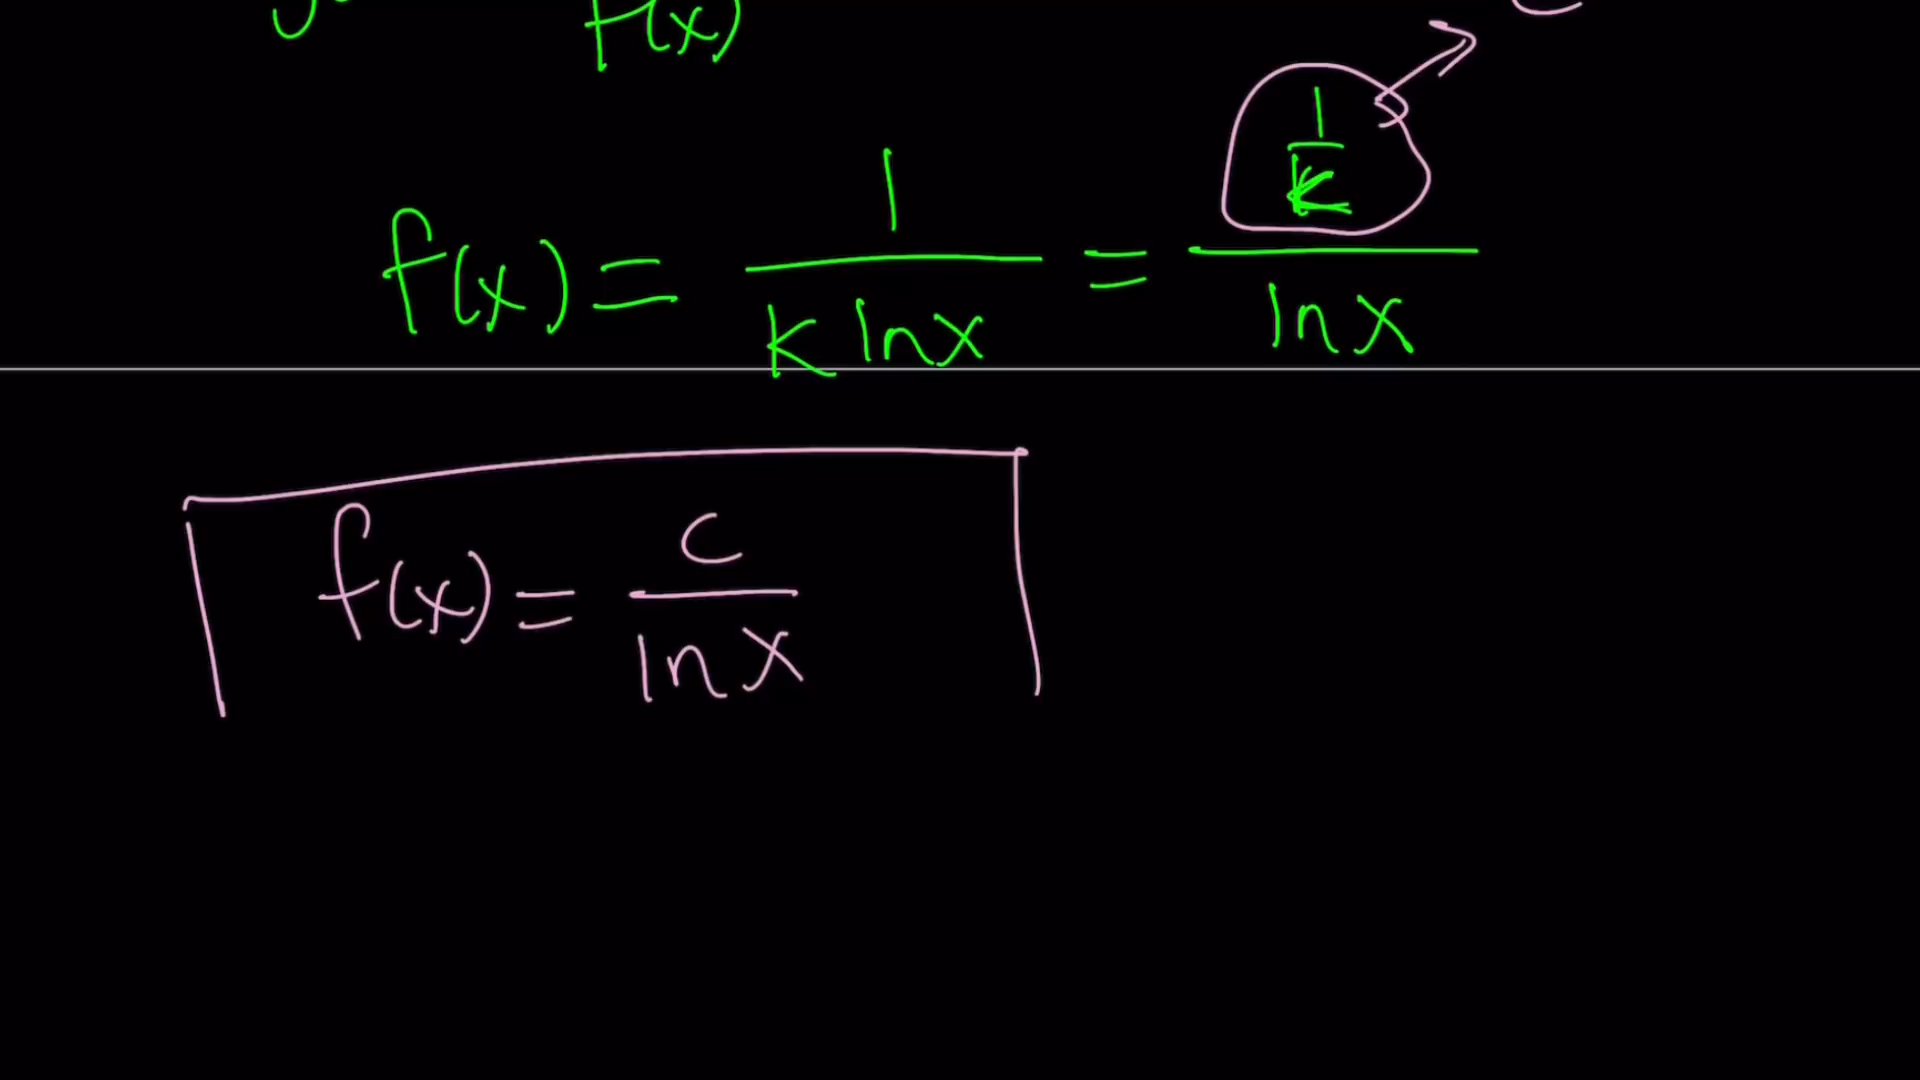 f(x)
f(x) = 1/(k ln x) = (1/k)/(ln x)
f(x) = c/(ln x)